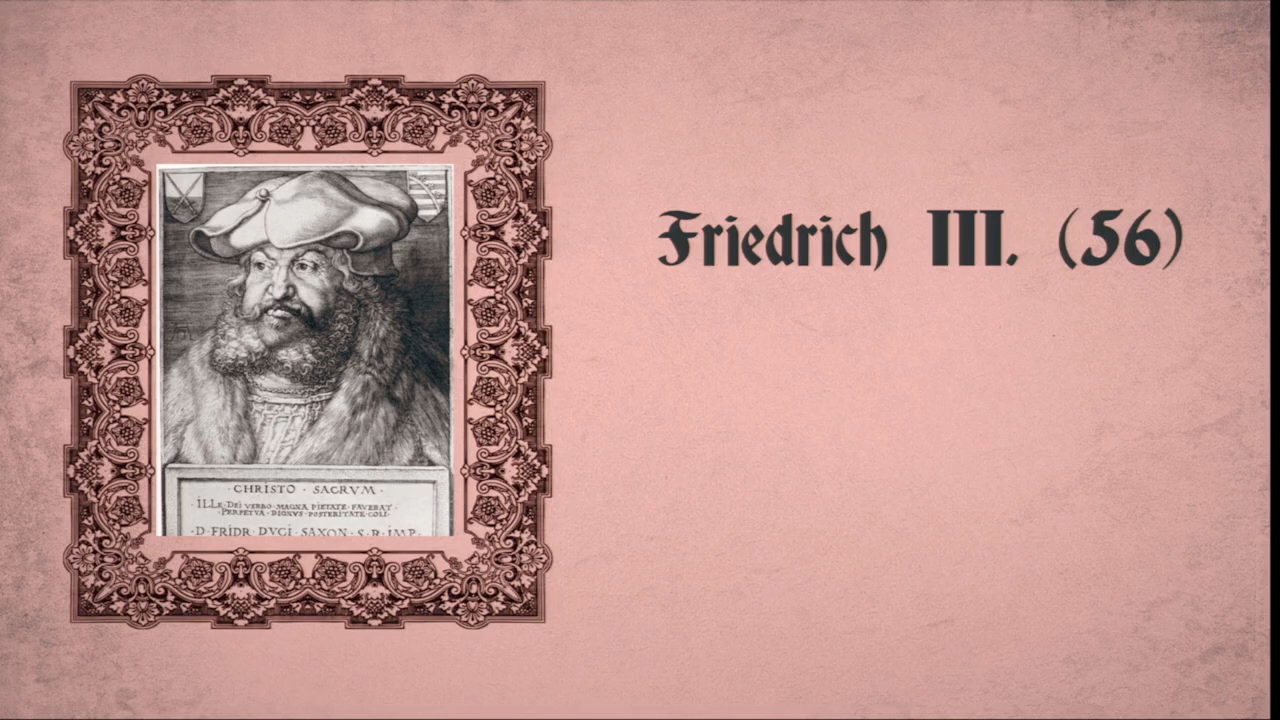 Friedrich III. (56)
·CHRISTO·SACRVM·
·ILLE·DEI VERBO·MAGNA PIETATE·FAVEBAT·
·PERPETVA·DIGNVS·POSTERITATE·COLI·
·D·FRIDR·DVCI·SAXON·S·R·IMP·